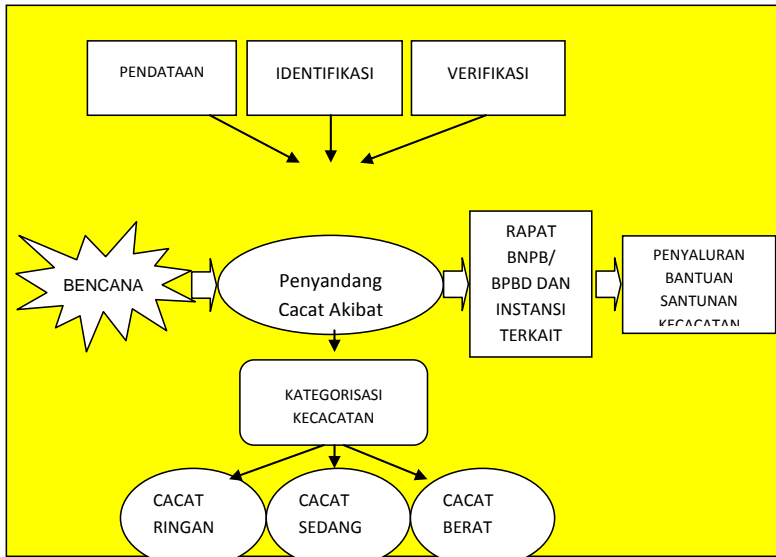 PENDATAAN
IDENTIFIKASI
VERIFIKASI
BENCANA
Penyandang
Cacat Akibat
RAPAT
BNPB/
BPBD DAN
INSTANSI
TERKAIT
PENYALURAN
BANTUAN
SANTUNAN
KECACATAN
KATEGORISASI
KECACATAN
CACAT
RINGAN
CACAT
SEDANG
CACAT
BERAT